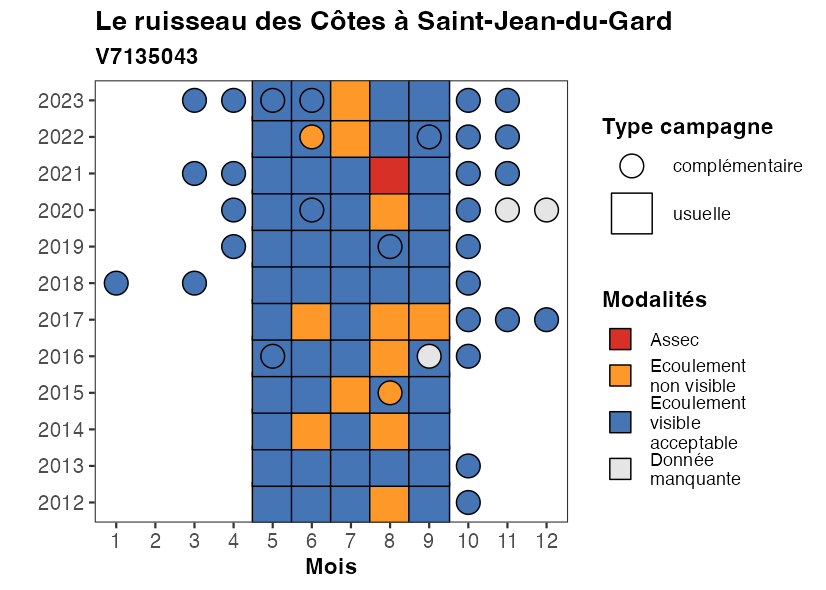 Le ruisseau des Côtes à Saint-Jean-du-Gard
V7135043
2023
2022
2021
2020
2019
2018
2017
2016
2015
2014
2013
2012
1 2 3 4 5 6 7 8 9 10 11 12
Mois
Type campagne
complémentaire
usuelle
Modalités
Assec
Ecoulement
non visible
Ecoulement
visible
acceptable
Donnée
manquante